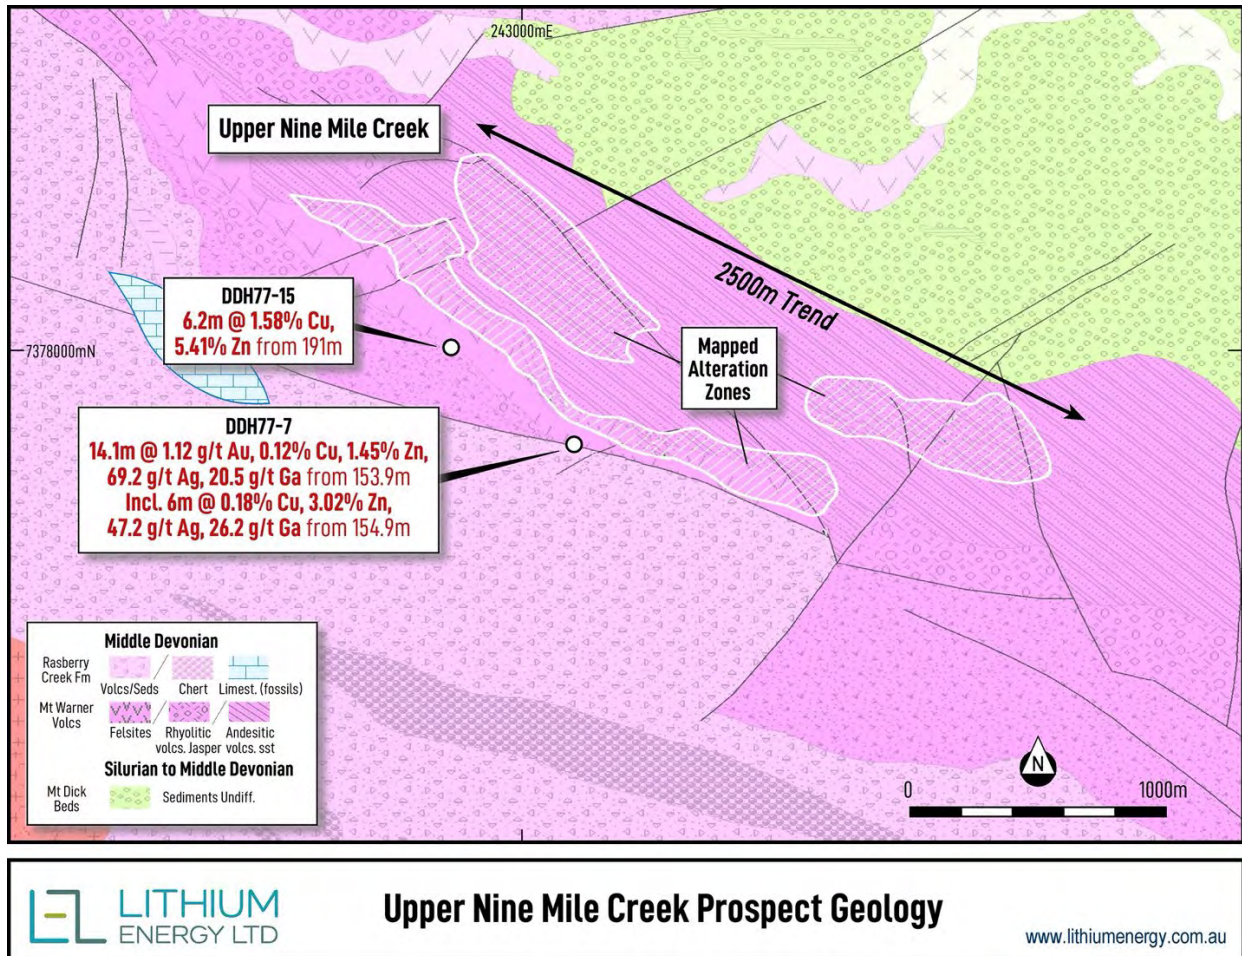 243000mE
Upper Nine Mile Creek
2500m Trend
DDH77-15
6.2m @ 1.58% Cu,
5.41% Zn from 191m
7378000mN
Mapped
Alteration
Zones
DDH77-7
14.1m @ 1.12 g/t Au, 0.12% Cu, 1.45% Zn,
69.2 g/t Ag, 20.5 g/t Ga from 153.9m
Incl. 6m @ 0.18% Cu, 3.02% Zn,
47.2 g/t Ag, 26.2 g/t Ga from 154.9m
Middle Devonian
Rasberry
Creek Fm
Volcs/Seds Chert Limest. (fossils)
Mt Warner
Volcs
Felsites Rhyolitic Andesitic
volcs. Jasper volcs. sst
Silurian to Middle Devonian
Mt Dick
Beds
Sediments Undiff.
N
0 1000m
LITHIUM
ENERGY LTD
Upper Nine Mile Creek Prospect Geology
www.lithiumenergy.com.au